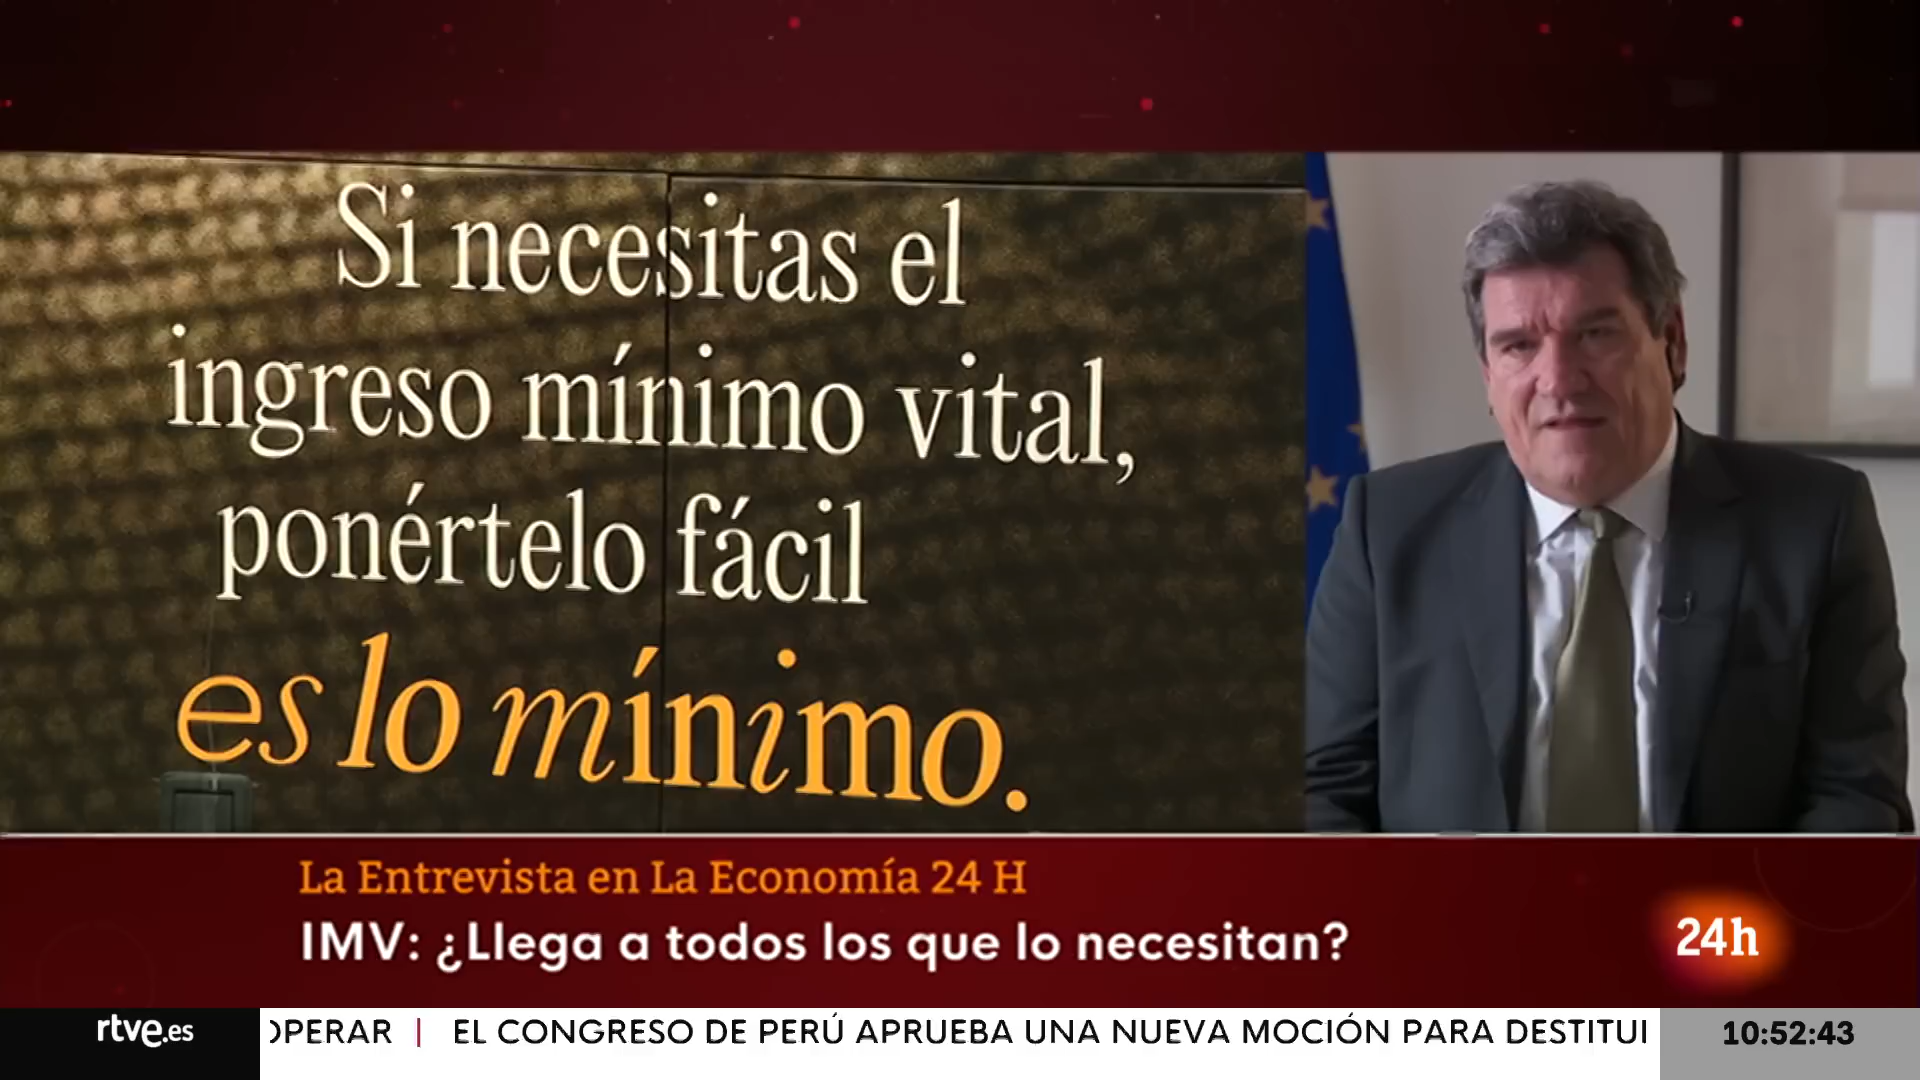 Si necesitas el
ingreso mínimo vital,
ponértelo fácil
es lo mínimo.
La Entrevista en La Economía 24 H
IMV: ¿Llega a todos los que lo necesitan?
24h
rtve.es
OPERAR | EL CONGRESO DE PERÚ APRUEBA UNA NUEVA MOCIÓN PARA DESTITUI
10:52:43